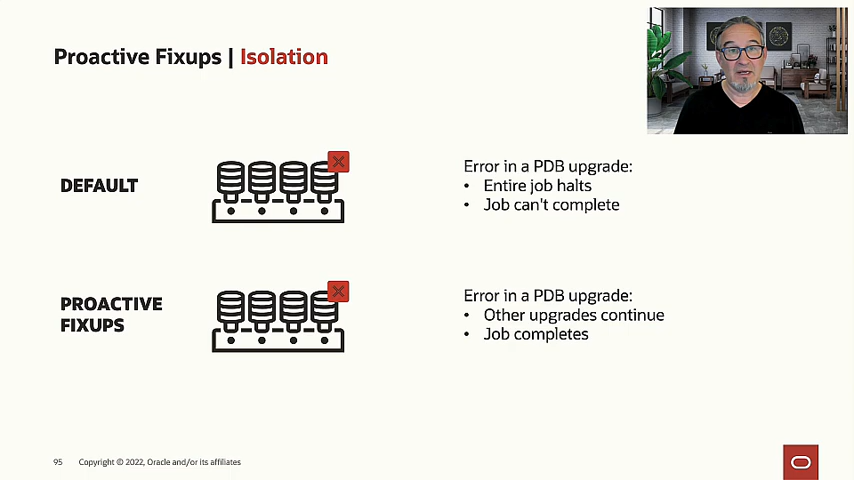 Proactive Fixups | Isolation
DEFAULT
Error in a PDB upgrade:
• Entire job halts
• Job can't complete
PROACTIVE
FIXUPS
Error in a PDB upgrade:
• Other upgrades continue
• Job completes
95 Copyright © 2022, Oracle and/or its affiliates